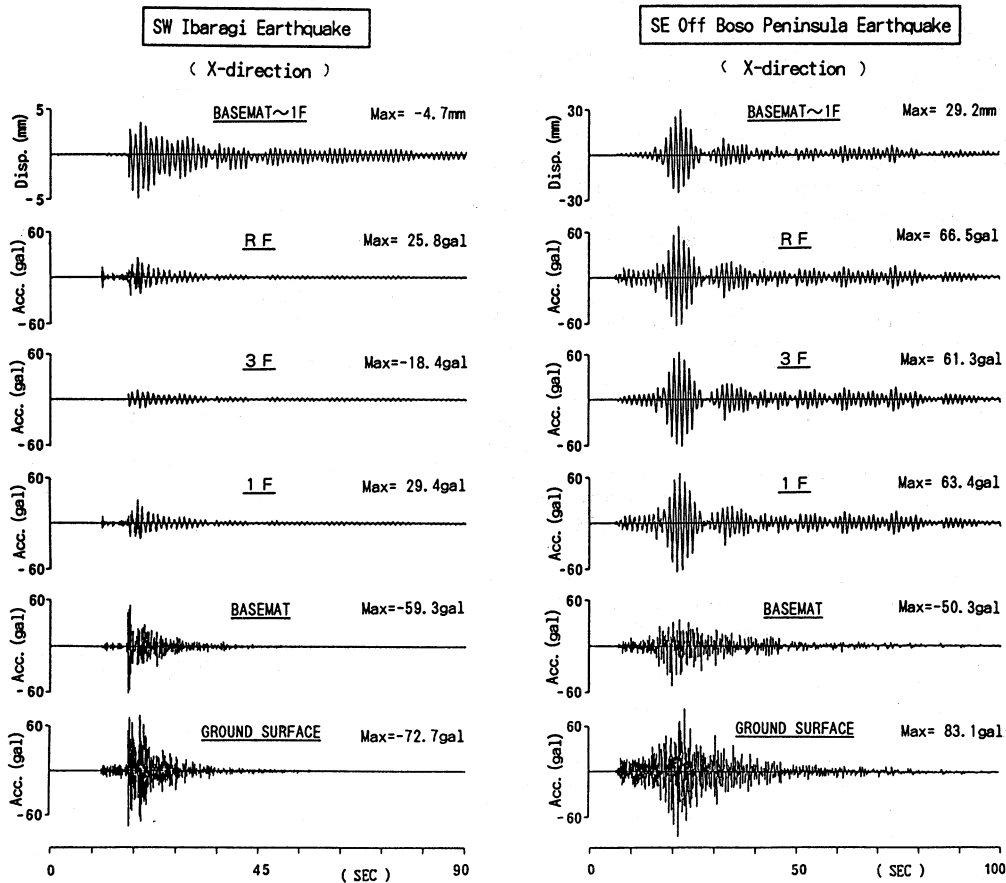 SW Ibaragi Earthquake
( X-direction )
BASEMAT～1F
Max= -4.7mm
5
Disp. (mm)
-5
RF
Max= 25.8gal
60
Acc. (gal)
-60
3F
Max=-18.4gal
60
Acc. (gal)
-60
1F
Max= 29.4gal
60
Acc. (gal)
-60
BASEMAT
Max=-59.3gal
60
Acc. (gal)
-60
GROUND SURFACE
Max=-72.7gal
60
Acc. (gal)
-60
0 45 (SEC) 90
SE Off Boso Peninsula Earthquake
( X-direction )
BASEMAT～1F
Max= 29.2mm
30
Disp. (mm)
-30
RF
Max= 66.5gal
60
Acc. (gal)
-60
3F
Max= 61.3gal
60
Acc. (gal)
-60
1F
Max= 63.4gal
60
Acc. (gal)
-60
BASEMAT
Max=-50.3gal
60
Acc. (gal)
-60
GROUND SURFACE
Max= 83.1gal
60
Acc. (gal)
-60
0 50 (SEC) 100